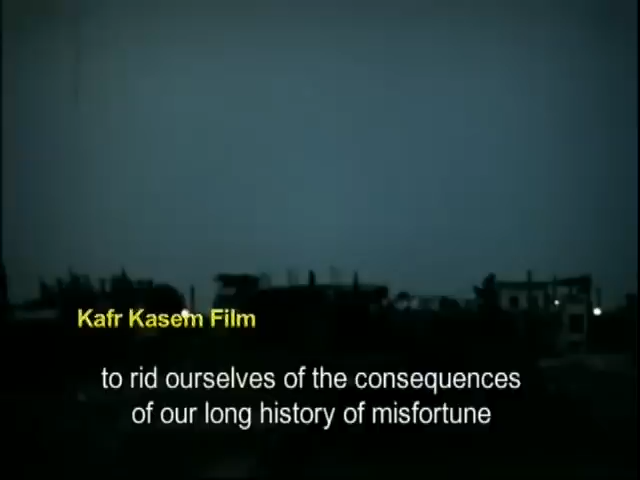 Kafr Kasem Film
to rid ourselves of the consequences
of our long history of misfortune